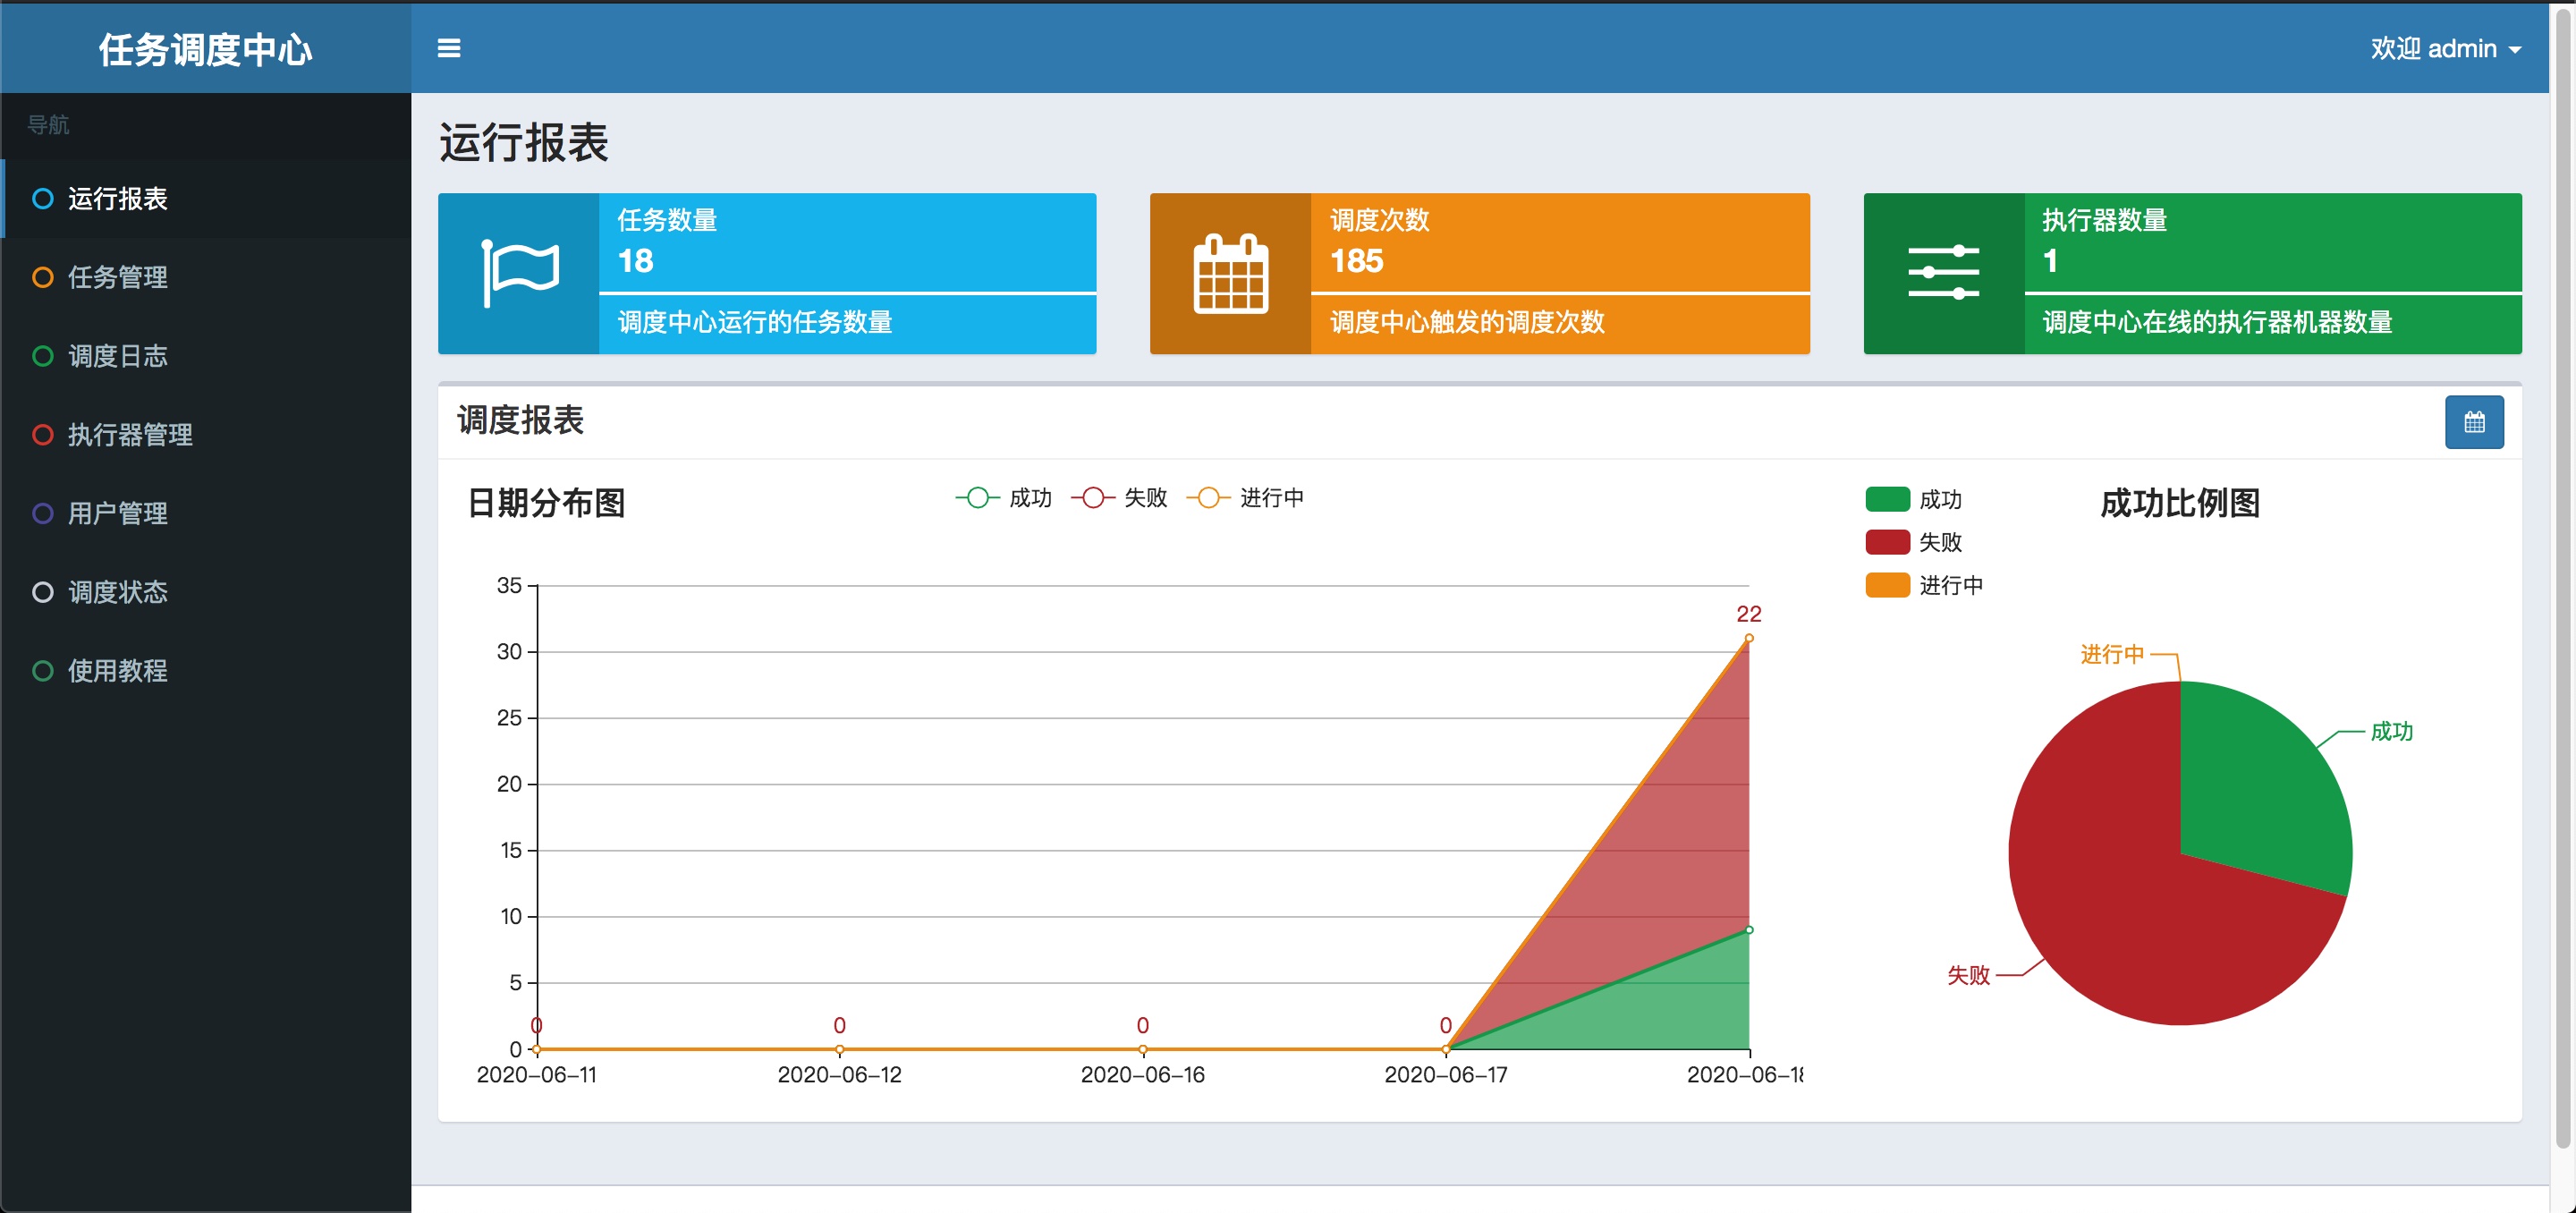 任务调度中心
欢迎 admin
导航
运行报表
任务管理
调度日志
执行器管理
用户管理
调度状态
使用教程
运行报表
任务数量
18
调度中心运行的任务数量
调度次数
185
调度中心触发的调度次数
执行器数量
1
调度中心在线的执行器机器数量
调度报表
日期分布图
成功 失败 进行中
35
30
25
20
15
10
5
0
22
0 0 0 0
2020-06-11 2020-06-12 2020-06-16 2020-06-17 2020-06-1
成功比例图
成功
失败
进行中
进行中
成功
失败